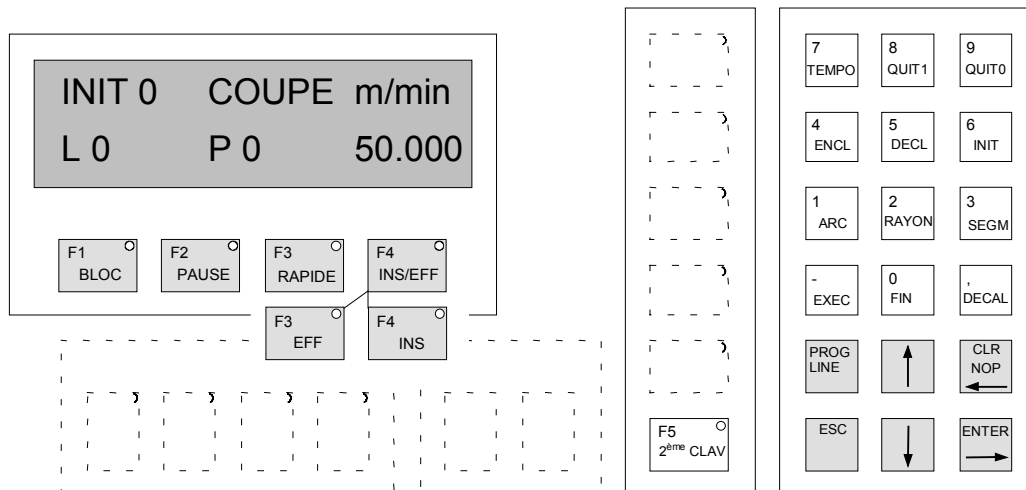 INIT 0 COUPE m/min
L 0 P 0 50.000
F1 BLOC
F2 PAUSE
F3 RAPIDE
F4 INS/EFF
F3 EFF
F4 INS
F5 2ème CLAV
7 TEMPO
8 QUIT1
9 QUIT0
4 ENCL
5 DECL
6 INIT
1 ARC
2 RAYON
3 SEGM
- EXEC
0 FIN
, DECAL
PROG LINE
CLR NOP
ESC
ENTER